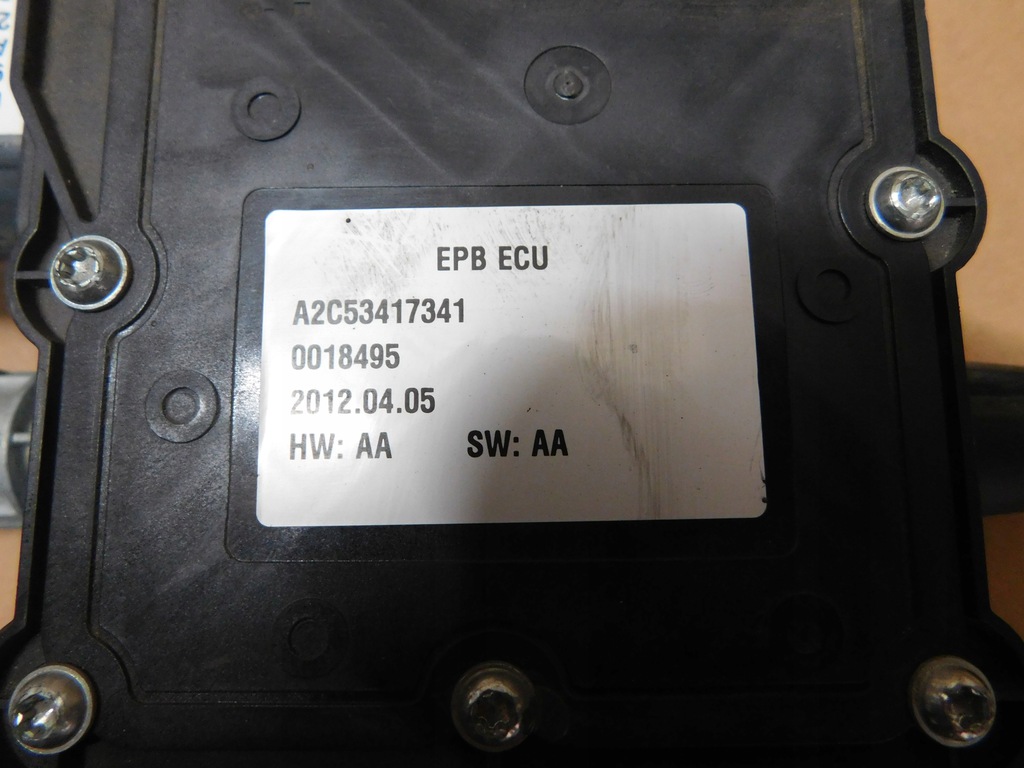 EPB ECU
A2C53417341
0018495
2012.04.05
HW: AA SW: AA